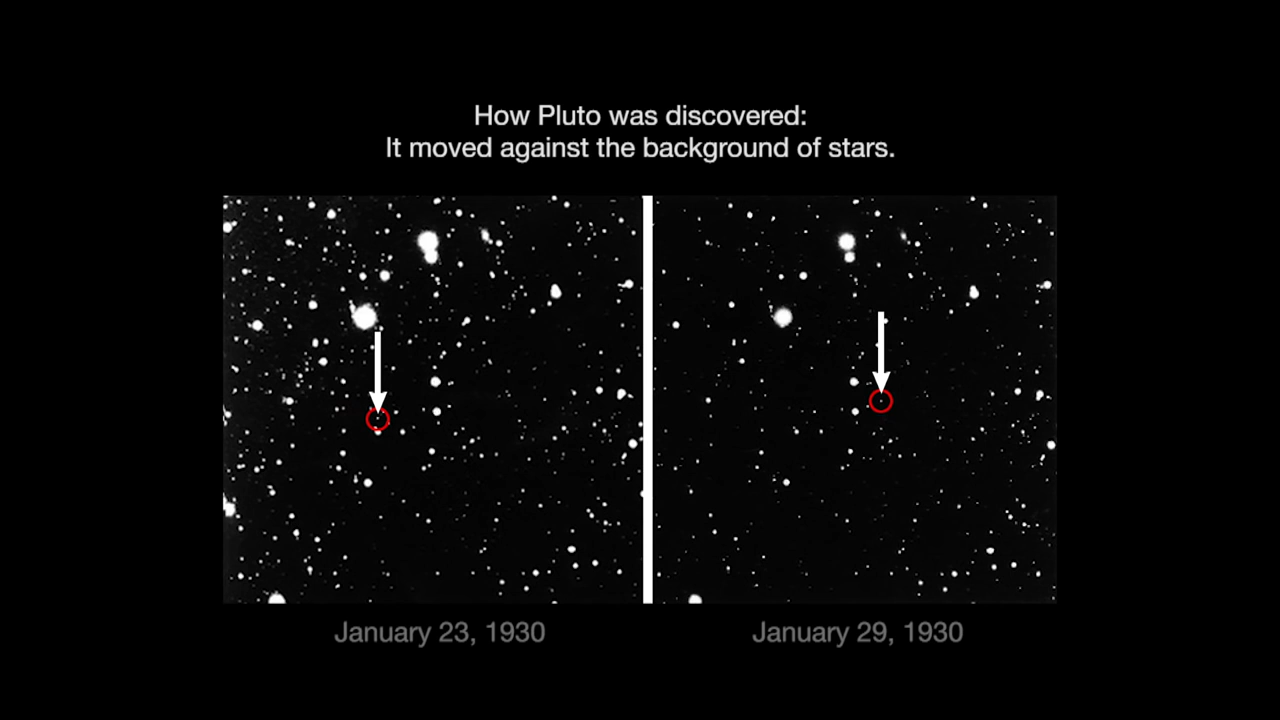 How Pluto was discovered:
It moved against the background of stars.
January 23, 1930
January 29, 1930